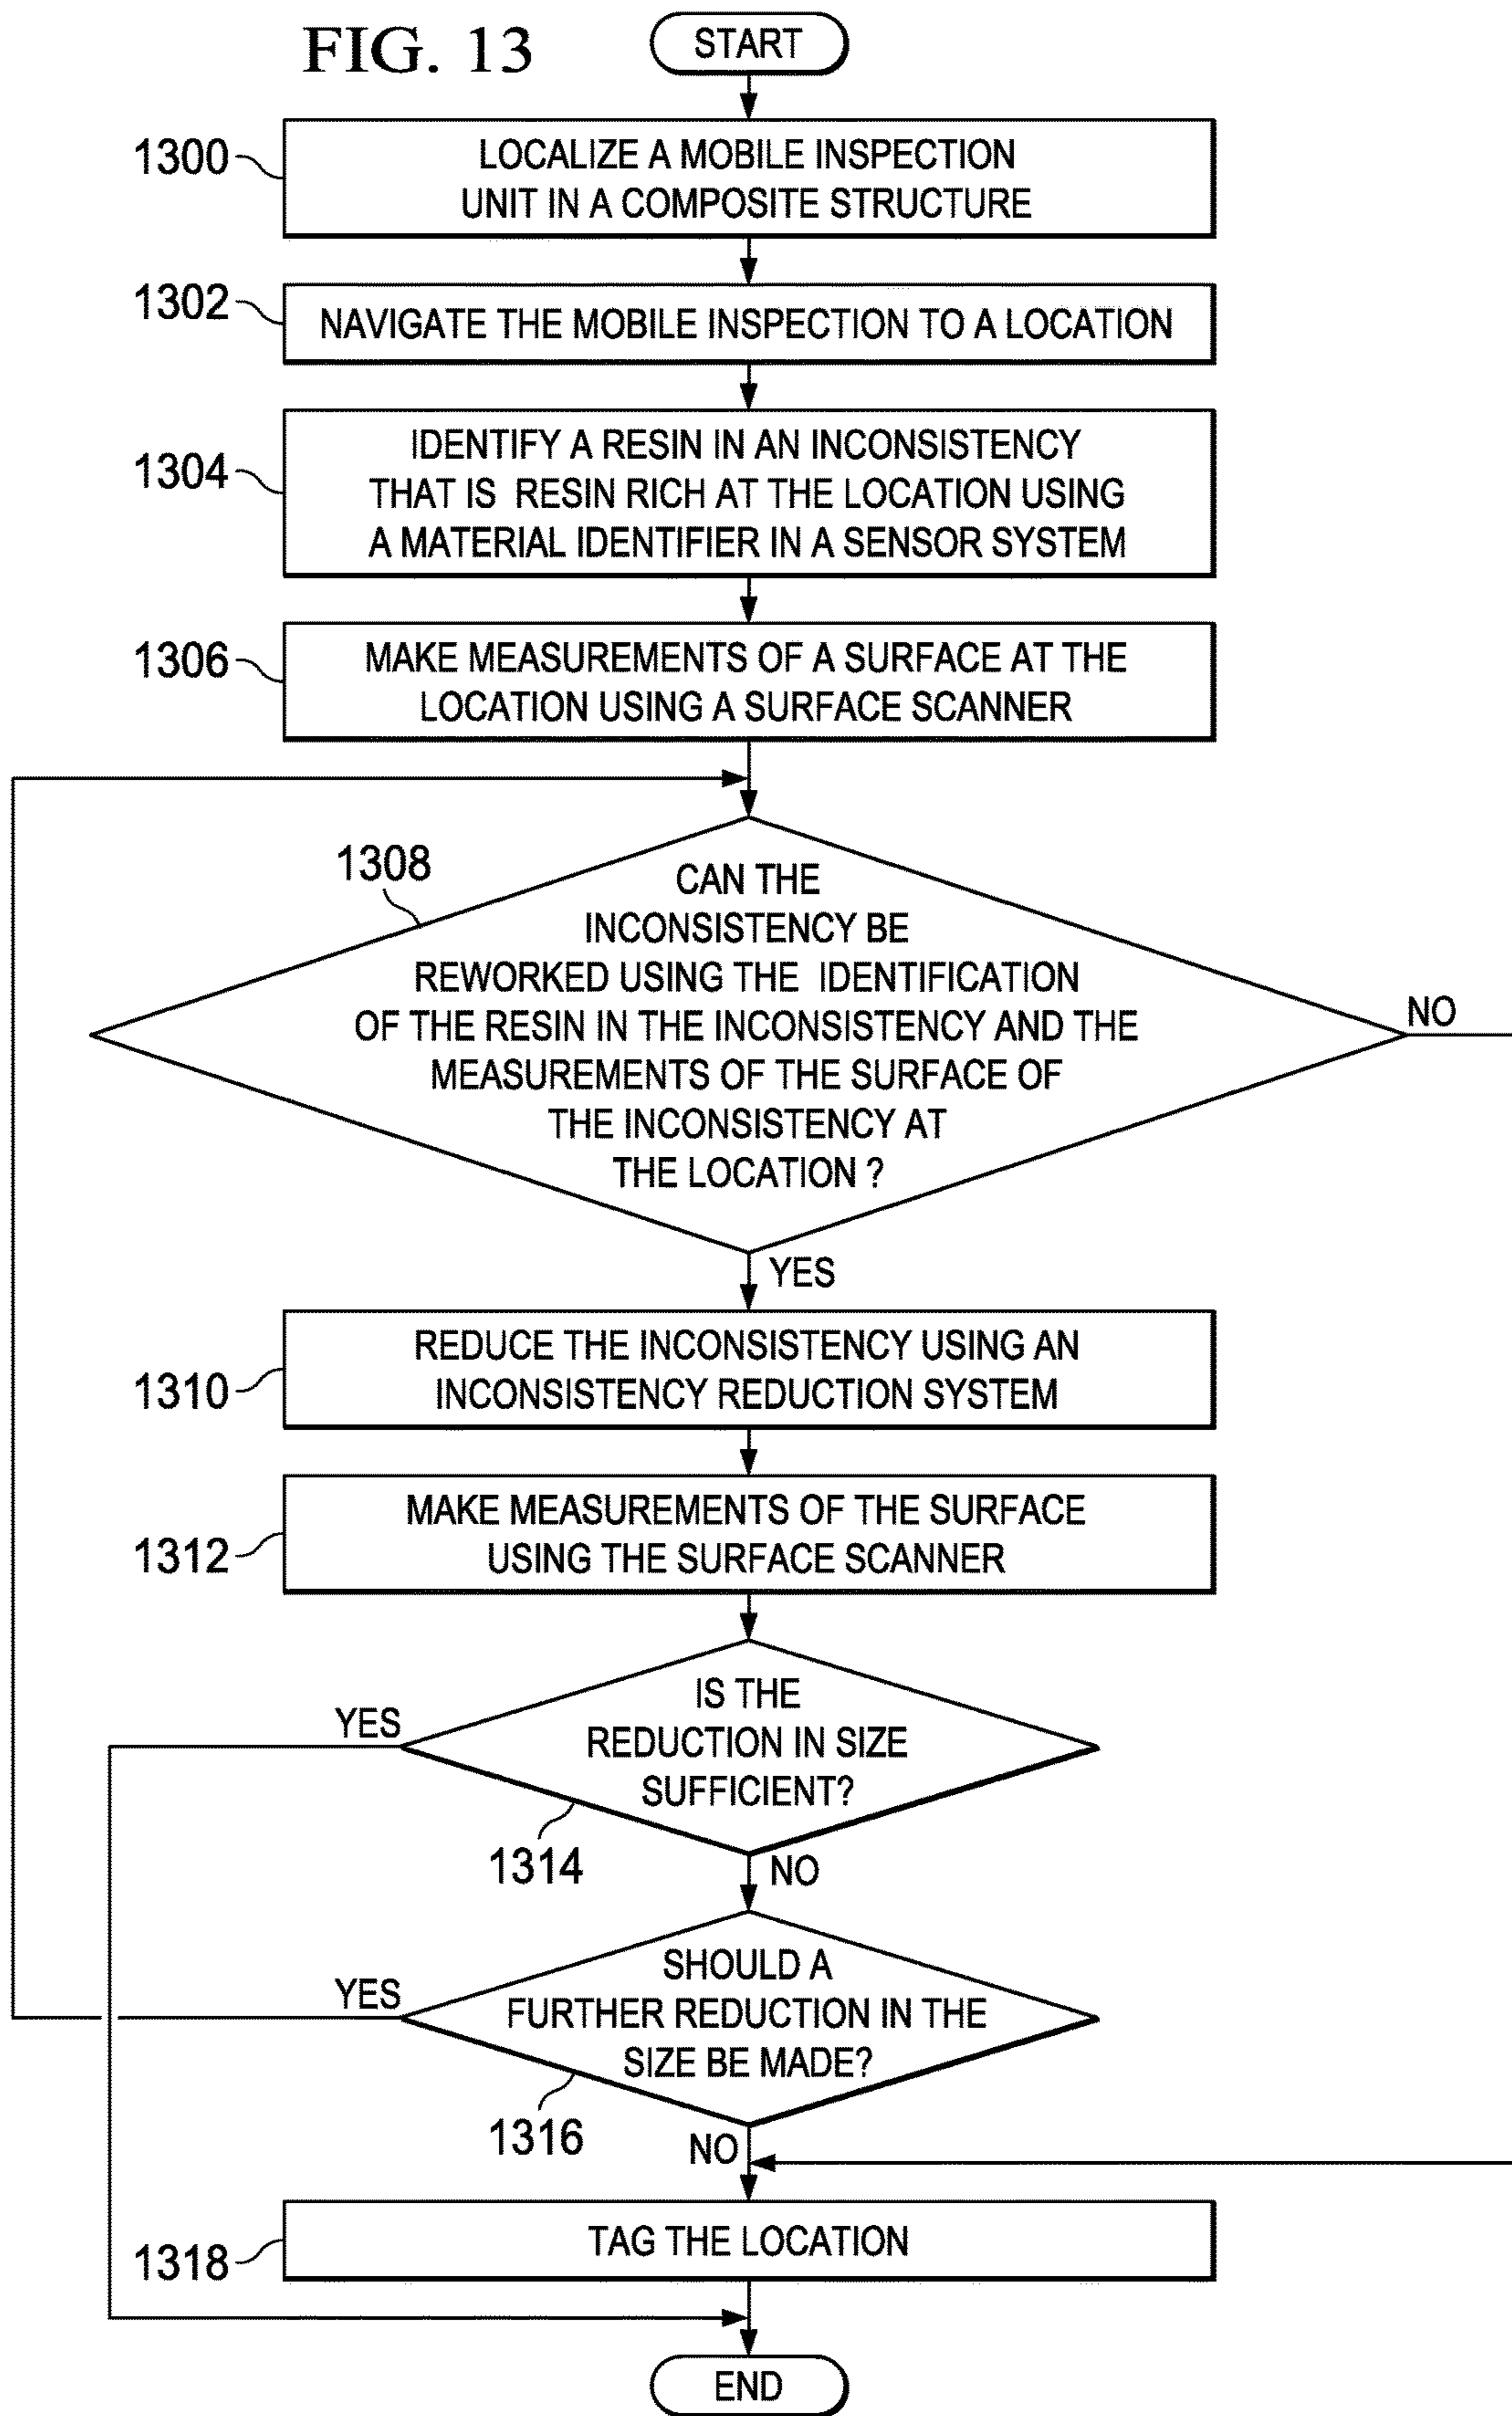 FIG. 13
START
1300
LOCALIZE A MOBILE INSPECTION
UNIT IN A COMPOSITE STRUCTURE
1302
NAVIGATE THE MOBILE INSPECTION TO A LOCATION
1304
IDENTIFY A RESIN IN AN INCONSISTENCY
THAT IS RESIN RICH AT THE LOCATION USING
A MATERIAL IDENTIFIER IN A SENSOR SYSTEM
1306
MAKE MEASUREMENTS OF A SURFACE AT THE
LOCATION USING A SURFACE SCANNER
1308
CAN THE
INCONSISTENCY BE
REWORKED USING THE IDENTIFICATION
OF THE RESIN IN THE INCONSISTENCY AND THE
MEASUREMENTS OF THE SURFACE OF
THE INCONSISTENCY AT
THE LOCATION ?
NO
YES
1310
REDUCE THE INCONSISTENCY USING AN
INCONSISTENCY REDUCTION SYSTEM
1312
MAKE MEASUREMENTS OF THE SURFACE
USING THE SURFACE SCANNER
YES
IS THE
REDUCTION IN SIZE
SUFFICIENT?
1314
NO
YES
SHOULD A
FURTHER REDUCTION IN THE
SIZE BE MADE?
1316
NO
1318
TAG THE LOCATION
END